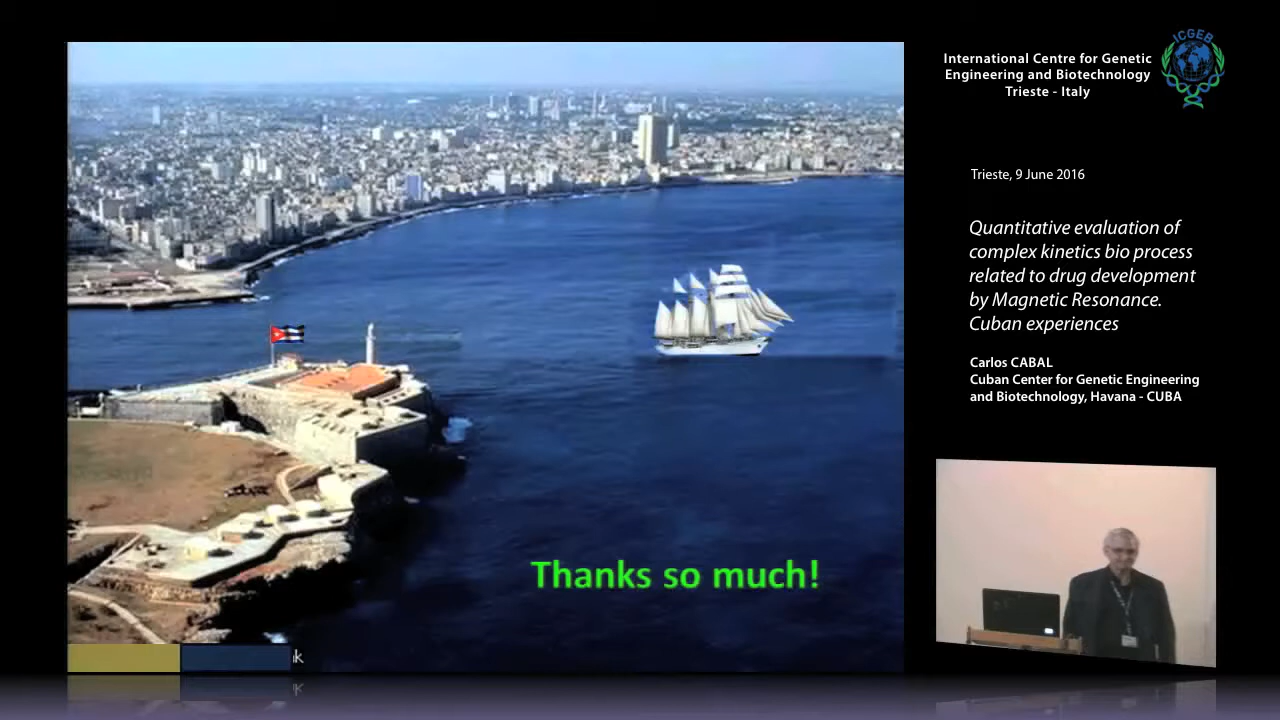 ICGEB
International Centre for Genetic
Engineering and Biotechnology
Trieste - Italy
Trieste, 9 June 2016
Quantitative evaluation of
complex kinetics bio process
related to drug development
by Magnetic Resonance.
Cuban experiences
Carlos CABAL
Cuban Center for Genetic Engineering
and Biotechnology, Havana - CUBA
Thanks so much!